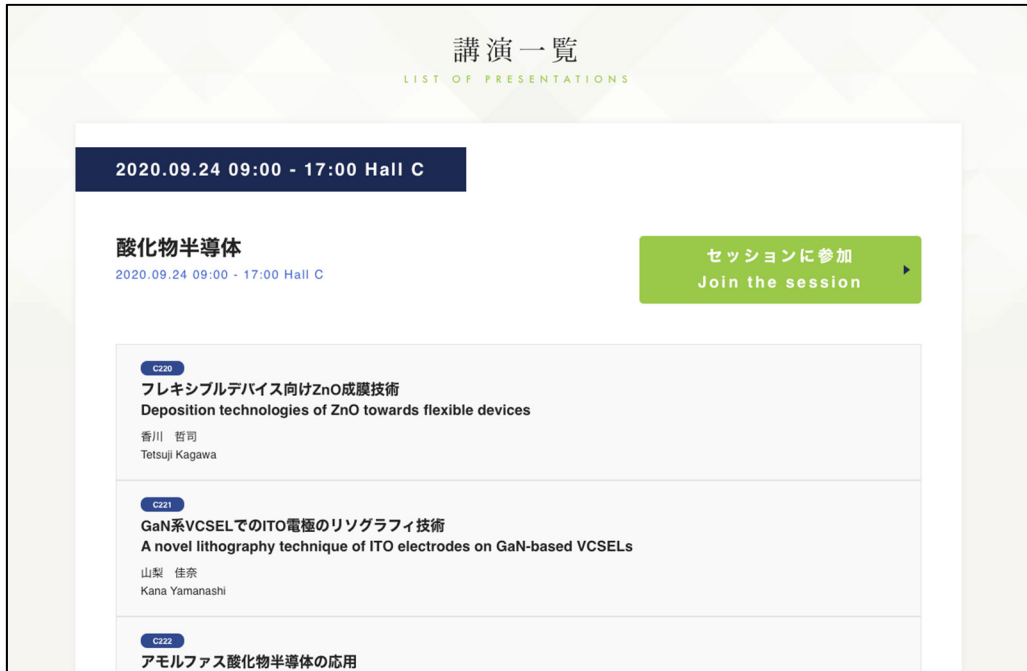 講演一覧
LIST OF PRESENTATIONS
2020.09.24 09:00 - 17:00 Hall C
酸化物半導体
2020.09.24 09:00 - 17:00 Hall C
セッションに参加
Join the session
C220
フレキシブルデバイス向けZnO成膜技術
Deposition technologies of ZnO towards flexible devices
香川　哲司
Tetsuji Kagawa
C221
GaN系VCSELでのITO電極のリソグラフィ技術
A novel lithography technique of ITO electrodes on GaN-based VCSELs
山梨　佳奈
Kana Yamanashi
C222
アモルファス酸化物半導体の応用